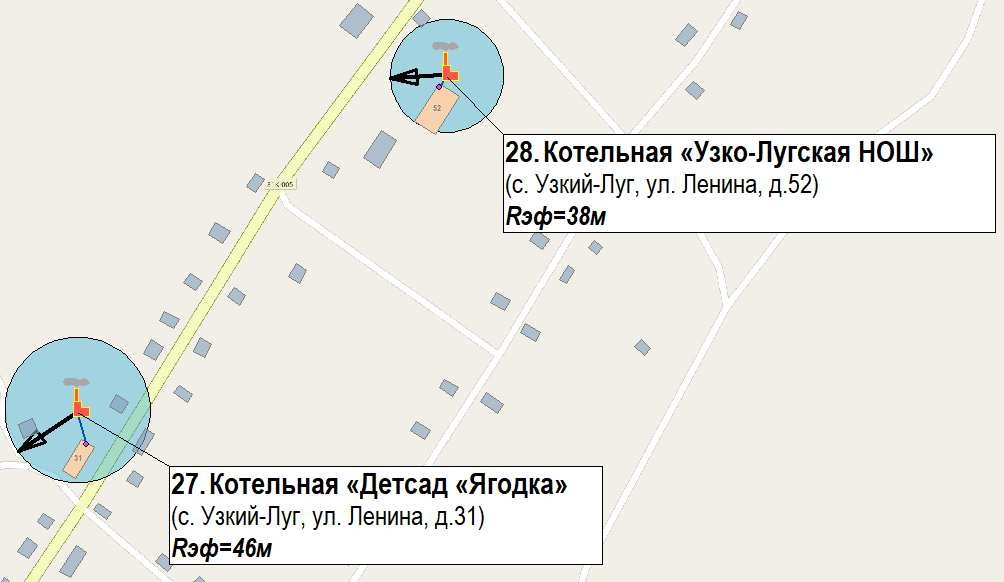 52
28. Котельная «Узко-Лугская НОШ»
(с. Узкий-Луг, ул. Ленина, д.52)
Rэф=38м
31
27. Котельная «Детсад «Ягодка»
(с. Узкий-Луг, ул. Ленина, д.31)
Rэф=46м